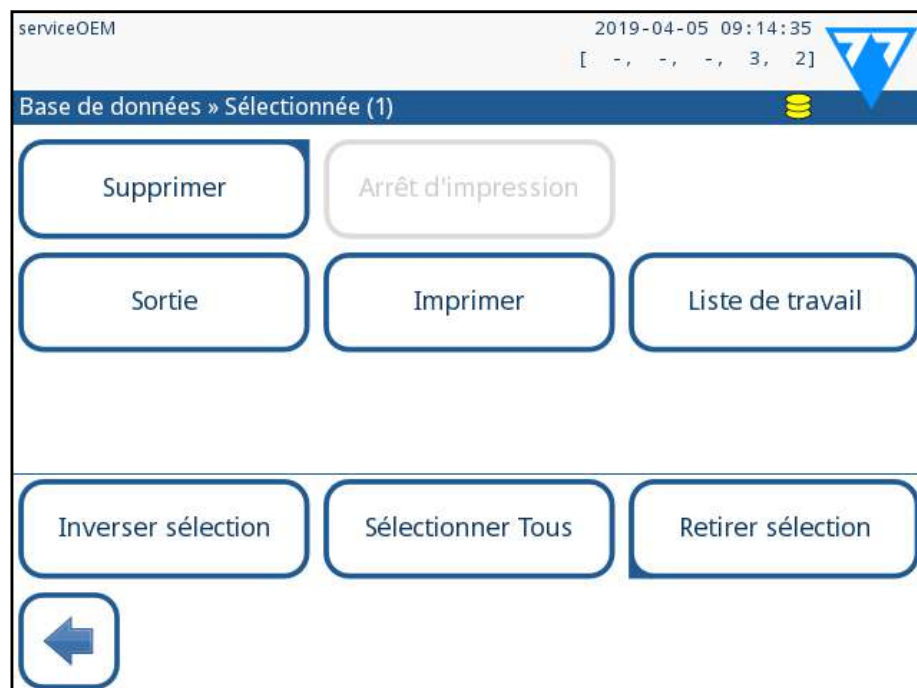 serviceOEM
2019-04-05 09:14:35
[ -, -, -, 3, 2]
Base de données » Sélectionnée (1)
Supprimer
Arrêt d'impression
Sortie
Imprimer
Liste de travail
Inverser sélection
Sélectionner Tous
Retirer sélection